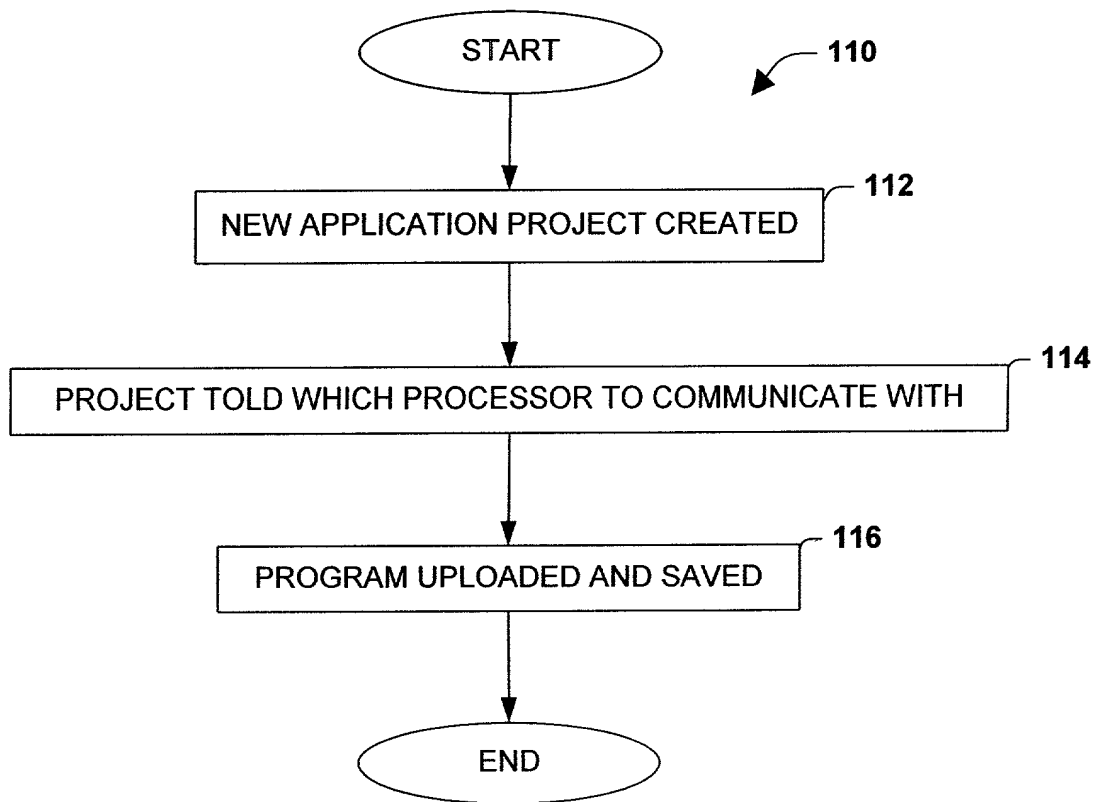 START
110
112
NEW APPLICATION PROJECT CREATED
114
PROJECT TOLD WHICH PROCESSOR TO COMMUNICATE WITH
116
PROGRAM UPLOADED AND SAVED
END